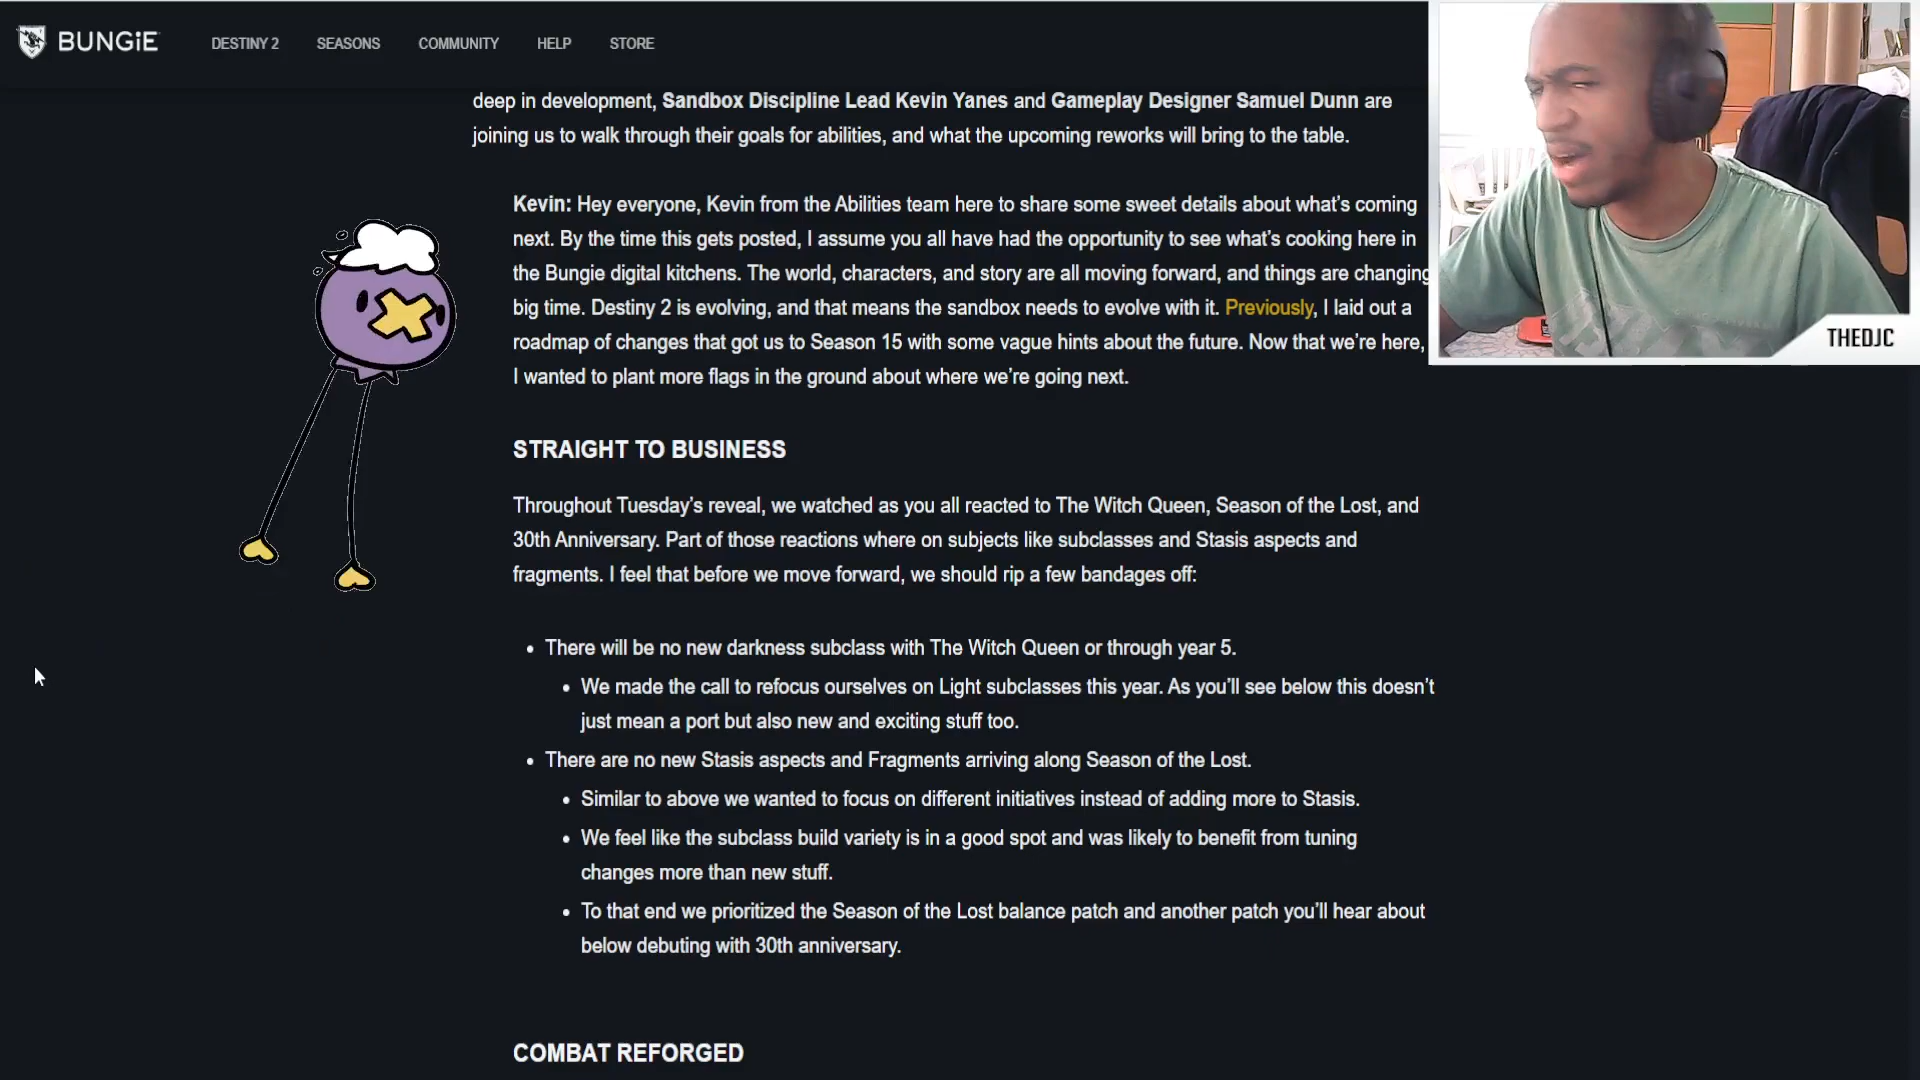 BUNGiE DESTINY 2 SEASONS COMMUNITY HELP STORE
deep in development, Sandbox Discipline Lead Kevin Yanes and Gameplay Designer Samuel Dunn are
joining us to walk through their goals for abilities, and what the upcoming reworks will bring to the table.
Kevin: Hey everyone, Kevin from the Abilities team here to share some sweet details about what’s coming
next. By the time this gets posted, I assume you all have had the opportunity to see what’s cooking here in
the Bungie digital kitchens. The world, characters, and story are all moving forward, and things are changing
big time. Destiny 2 is evolving, and that means the sandbox needs to evolve with it. Previously, I laid out a
roadmap of changes that got us to Season 15 with some vague hints about the future. Now that we’re here,
I wanted to plant more flags in the ground about where we’re going next.
THEDJC
STRAIGHT TO BUSINESS
Throughout Tuesday’s reveal, we watched as you all reacted to The Witch Queen, Season of the Lost, and
30th Anniversary. Part of those reactions where on subjects like subclasses and Stasis aspects and
fragments. I feel that before we move forward, we should rip a few bandages off:
• There will be no new darkness subclass with The Witch Queen or through year 5.
• We made the call to refocus ourselves on Light subclasses this year. As you’ll see below this doesn’t
just mean a port but also new and exciting stuff too.
• There are no new Stasis aspects and Fragments arriving along Season of the Lost.
• Similar to above we wanted to focus on different initiatives instead of adding more to Stasis.
• We feel like the subclass build variety is in a good spot and was likely to benefit from tuning
changes more than new stuff.
• To that end we prioritized the Season of the Lost balance patch and another patch you’ll hear about
below debuting with 30th anniversary.
COMBAT REFORGED